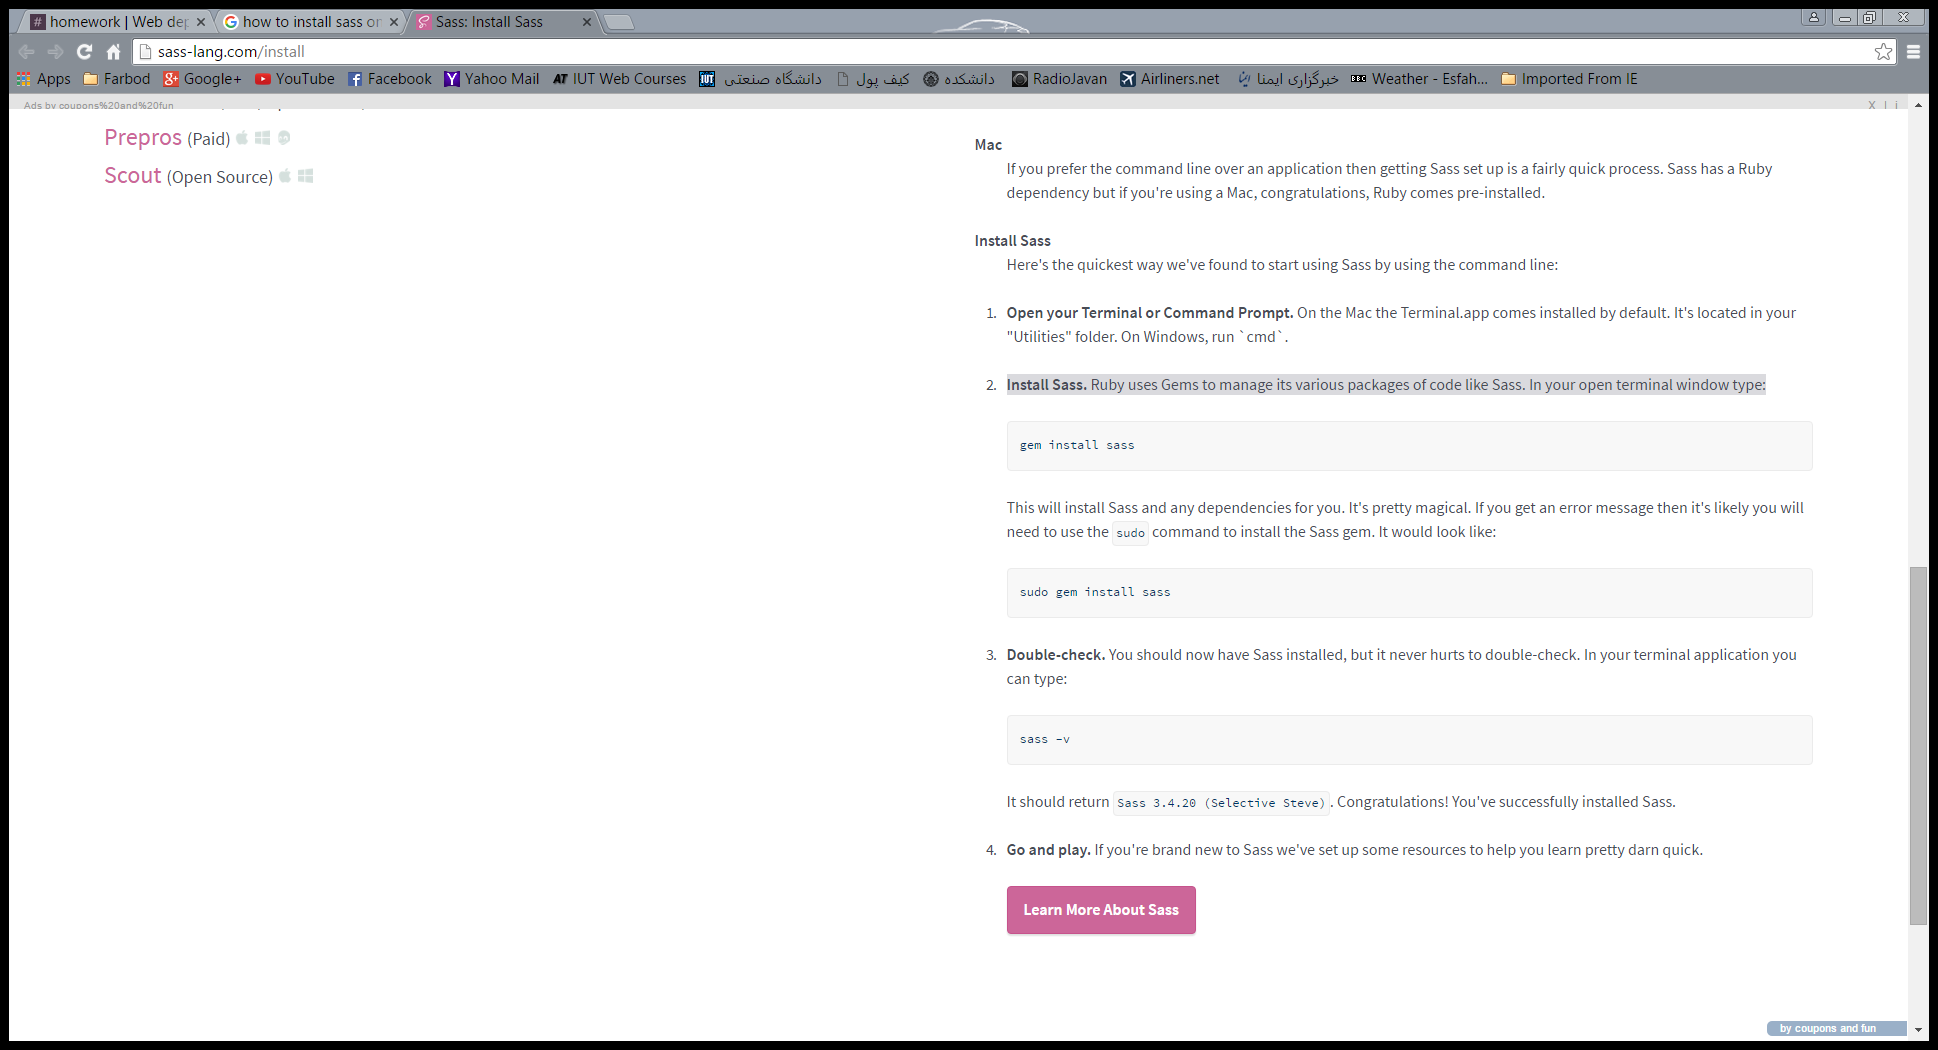 homework | Web dep
how to install sass on
Sass: Install Sass
sass-lang.com/install
Apps
Farbod
Google+
YouTube
Facebook
Yahoo Mail
IUT Web Courses
دانشگاه صنعتی
کیف پول
دانشکده
RadioJavan
Airliners.net
خبرگزاری ایمنا
BBC Weather - Esfah...
Imported From IE
Ads by coupons%20and%20fun
X | i
Prepros (Paid)
Scout (Open Source)
Mac
If you prefer the command line over an application then getting Sass set up is a fairly quick process. Sass has a Ruby
dependency but if you're using a Mac, congratulations, Ruby comes pre-installed.
Install Sass
Here's the quickest way we've found to start using Sass by using the command line:
1. Open your Terminal or Command Prompt. On the Mac the Terminal.app comes installed by default. It's located in your
"Utilities" folder. On Windows, run `cmd`.
2. Install Sass. Ruby uses Gems to manage its various packages of code like Sass. In your open terminal window type:
gem install sass
This will install Sass and any dependencies for you. It's pretty magical. If you get an error message then it's likely you will
need to use the sudo command to install the Sass gem. It would look like:
sudo gem install sass
3. Double-check. You should now have Sass installed, but it never hurts to double-check. In your terminal application you
can type:
sass -v
It should return Sass 3.4.20 (Selective Steve). Congratulations! You've successfully installed Sass.
4. Go and play. If you're brand new to Sass we've set up some resources to help you learn pretty darn quick.
Learn More About Sass
by coupons and fun